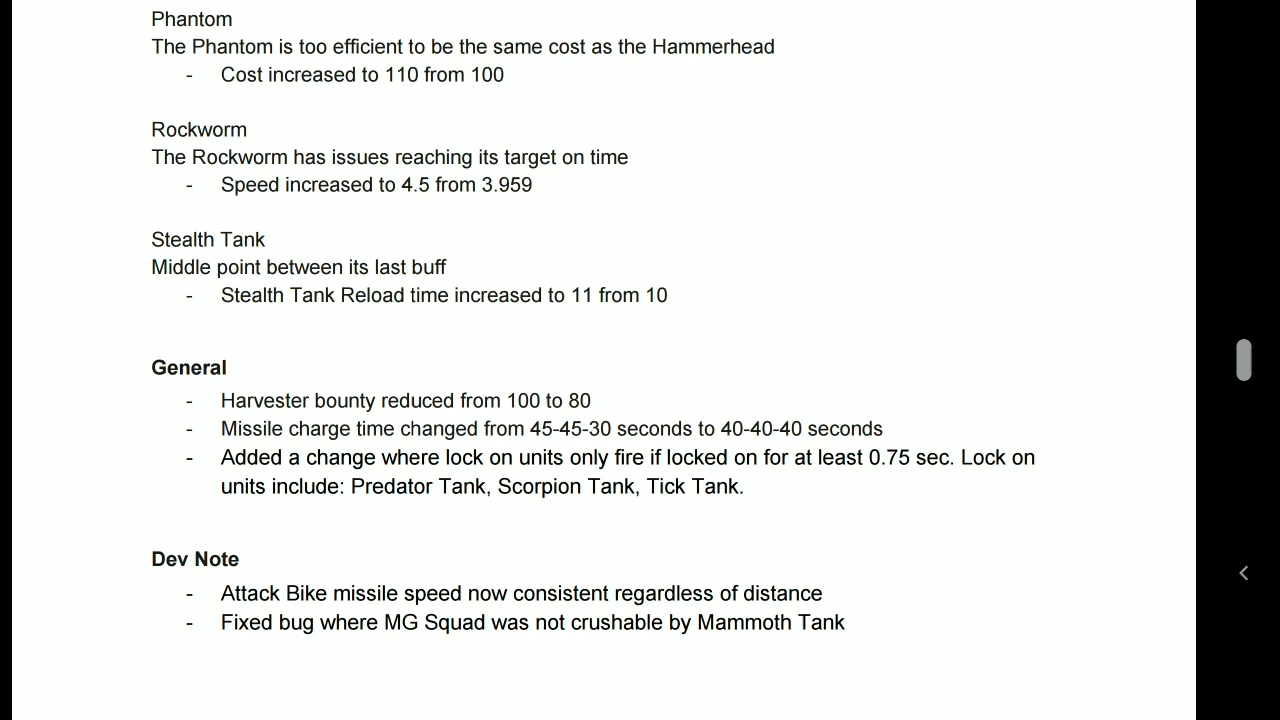 Phantom
The Phantom is too efficient to be the same cost as the Hammerhead
- Cost increased to 110 from 100
Rockworm
The Rockworm has issues reaching its target on time
- Speed increased to 4.5 from 3.959
Stealth Tank
Middle point between its last buff
- Stealth Tank Reload time increased to 11 from 10
General
- Harvester bounty reduced from 100 to 80
- Missile charge time changed from 45-45-30 seconds to 40-40-40 seconds
- Added a change where lock on units only fire if locked on for at least 0.75 sec. Lock on
units include: Predator Tank, Scorpion Tank, Tick Tank.
Dev Note
- Attack Bike missile speed now consistent regardless of distance
- Fixed bug where MG Squad was not crushable by Mammoth Tank